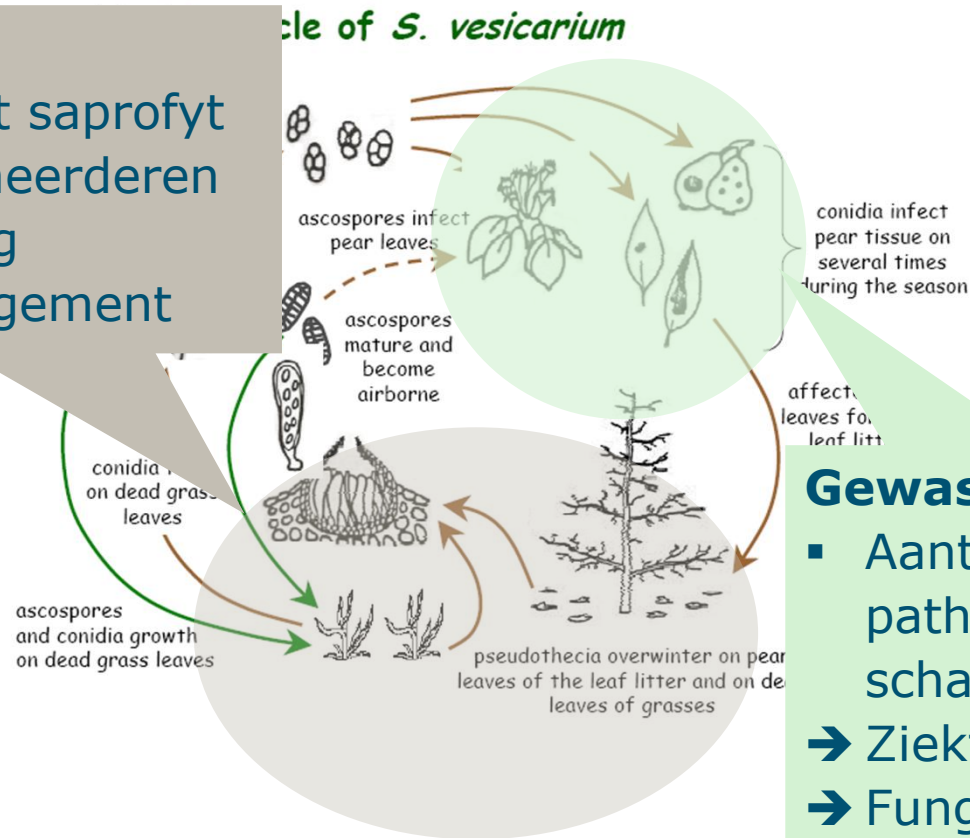 cle of S. vesicarium
t saprofyt
neerderen
g
gement
ascospores infect
pear leaves
conidia infect
pear tissue on
several times
during the season
ascospores
mature and
become
airborne
affect
leaves fo
leaf litt
conidia
on dead gras
leaves
ascospores
and conidia growth
on dead grass leaves
pseudothecia overwinter on pear
leaves of the leaf litter and on de
leaves of grasses
Gewas
▪ Aant
path
scha
➔ Ziekt
➔ Fung